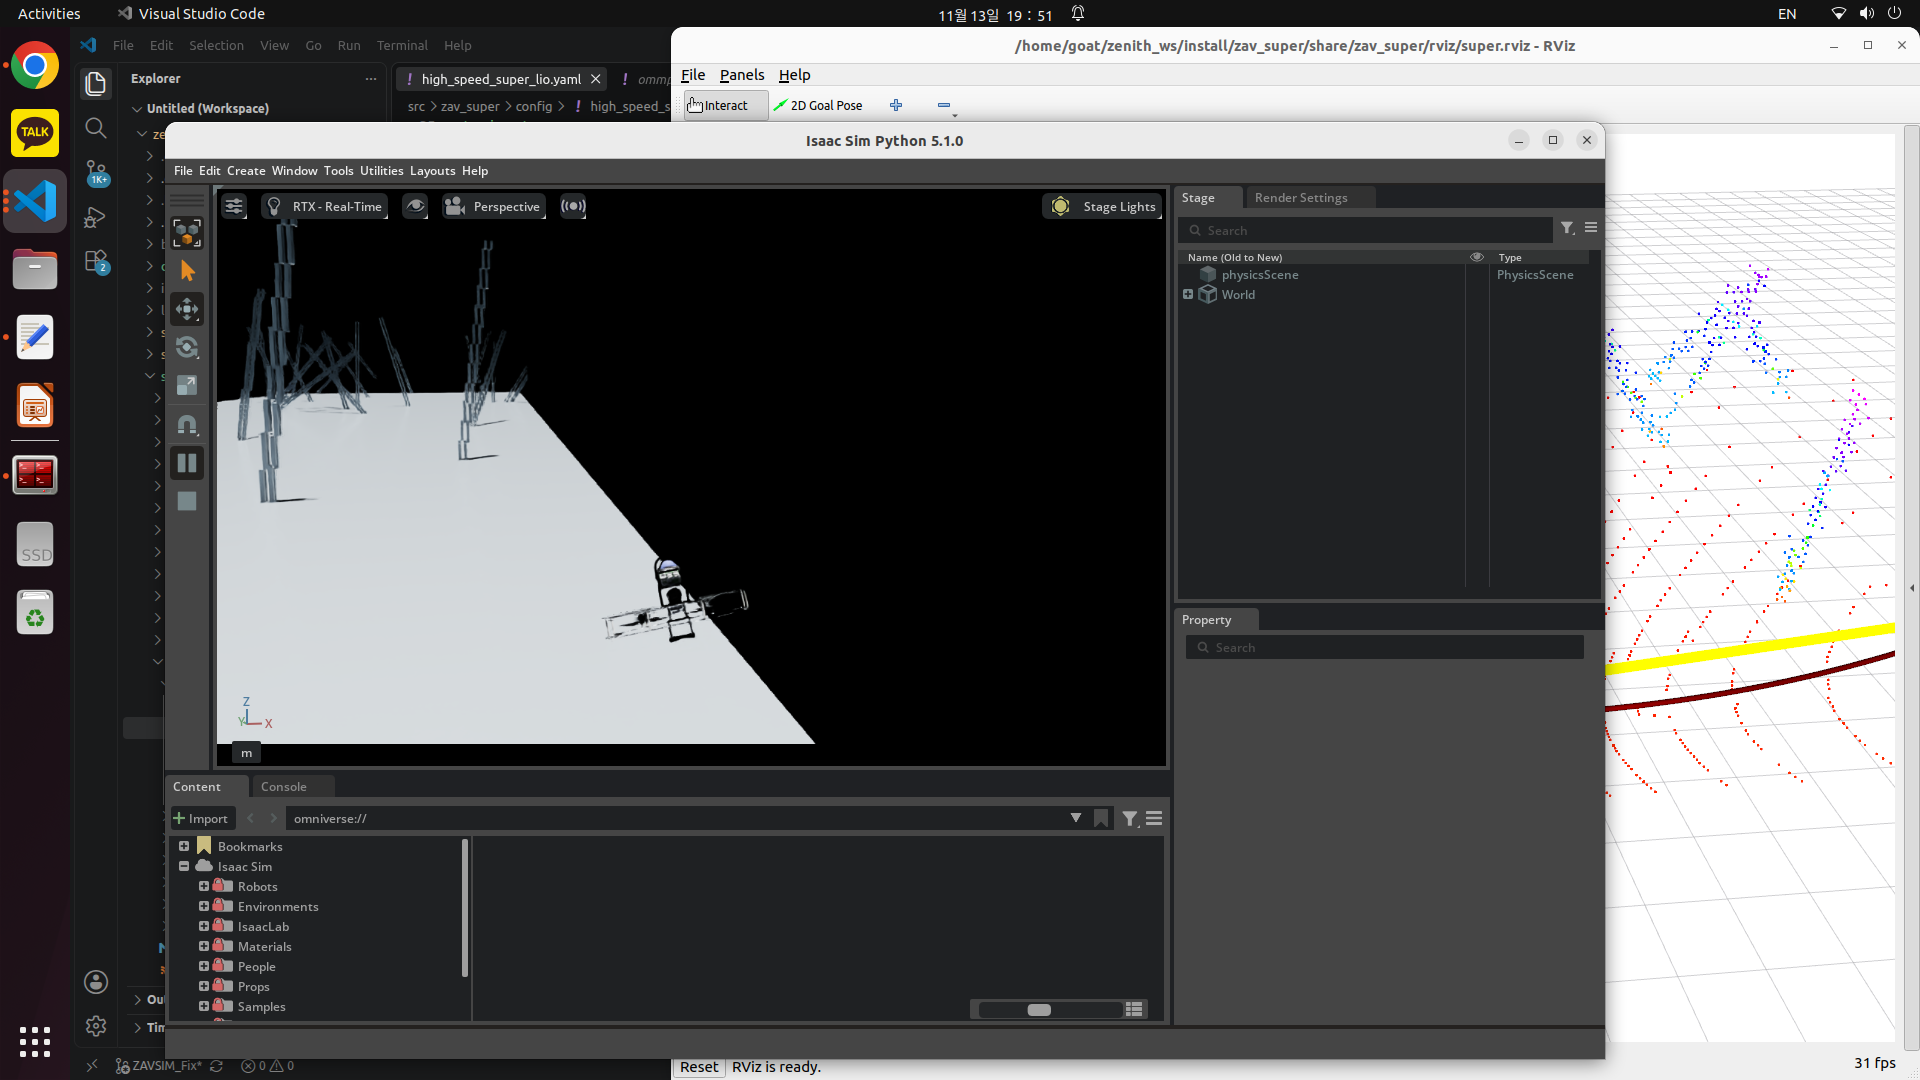 Activities
Visual Studio Code
11월 13일 19 : 51
EN
File Edit Selection View Go Run Terminal Help
/home/goat/zenith_ws/install/zav_super/share/zav_super/rviz/super.rviz - RViz
File Panels Help
Explorer
! high_speed_super_lio.yaml
Interact
2D Goal Pose
Untitled (Workspace)
src > zav_super > config > ! high_speed_s
TALK
1K+
2
SSD
Isaac Sim Python 5.1.0
File Edit Create Window Tools Utilities Layouts Help
RTX - Real-Time
Perspective
Stage Lights
Stage
Render Settings
Search
Name (Old to New)
Type
physicsScene
PhysicsScene
World
Property
Search
Z
Y
X
m
Content
Console
Import
omniverse://
Bookmarks
Isaac Sim
Robots
Environments
IsaacLab
Materials
People
Props
Samples
ZAVSIM_Fix*
0 0
Reset
RViz is ready.
31 fps